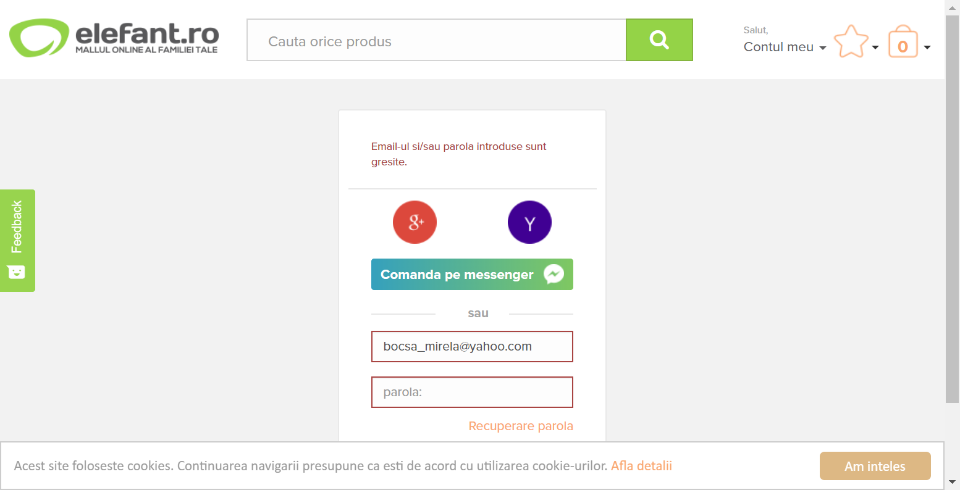 elefant.ro
MALLUL ONLINE AL FAMILIEI TALE
Cauta orice produs
Salut,
Contul meu
0
Email-ul si/sau parola introduse sunt
gresite.
Feedback
g+
Y
Comanda pe messenger
sau
bocsa_mirela@yahoo.com
parola:
Recuperare parola
Acest site foloseste cookies. Continuarea navigarii presupune ca esti de acord cu utilizarea cookie-urilor. Afla detalii
Am inteles